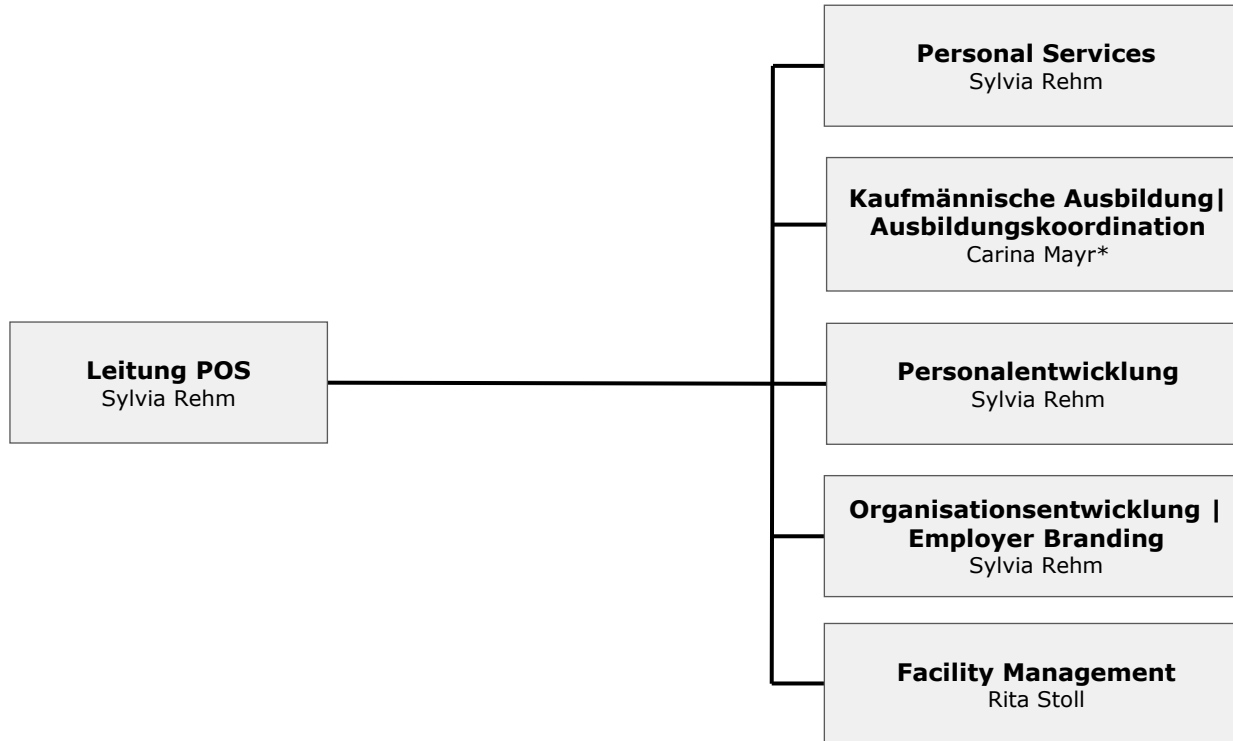 Personal Services
Sylvia Rehm
Kaufmännische Ausbildung|
Ausbildungskoordination
Carina Mayr*
Leitung POS
Sylvia Rehm
Personalentwicklung
Sylvia Rehm
Organisationsentwicklung |
Employer Branding
Sylvia Rehm
Facility Management
Rita Stoll